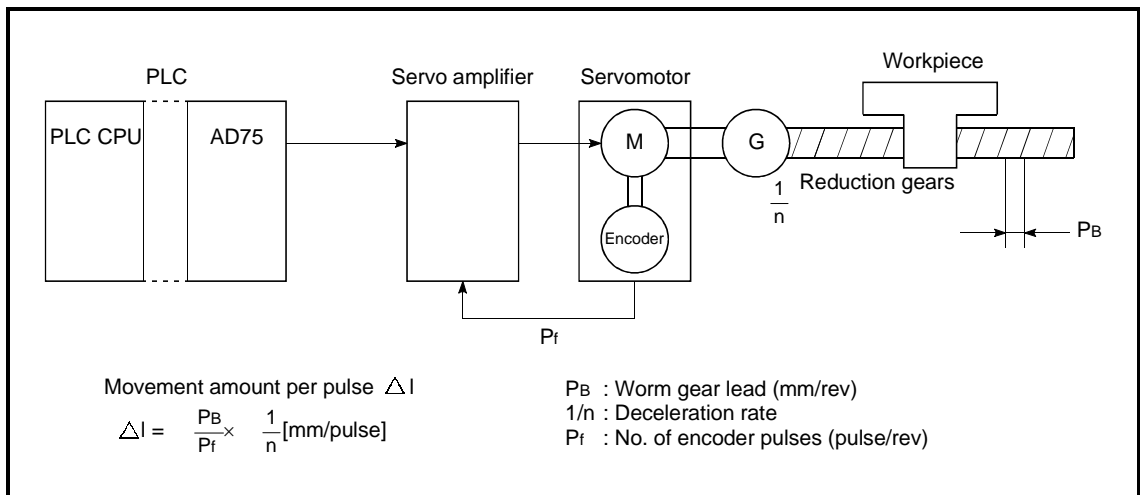 PLC
Servo amplifier
Servomotor
Workpiece
PLC CPU
AD75
M
G
Reduction gears
1
n
Encoder
PB
Pf
Movement amount per pulse △l
△l = PB/Pf × 1/n [mm/pulse]
PB : Worm gear lead (mm/rev)
1/n : Deceleration rate
Pf : No. of encoder pulses (pulse/rev)